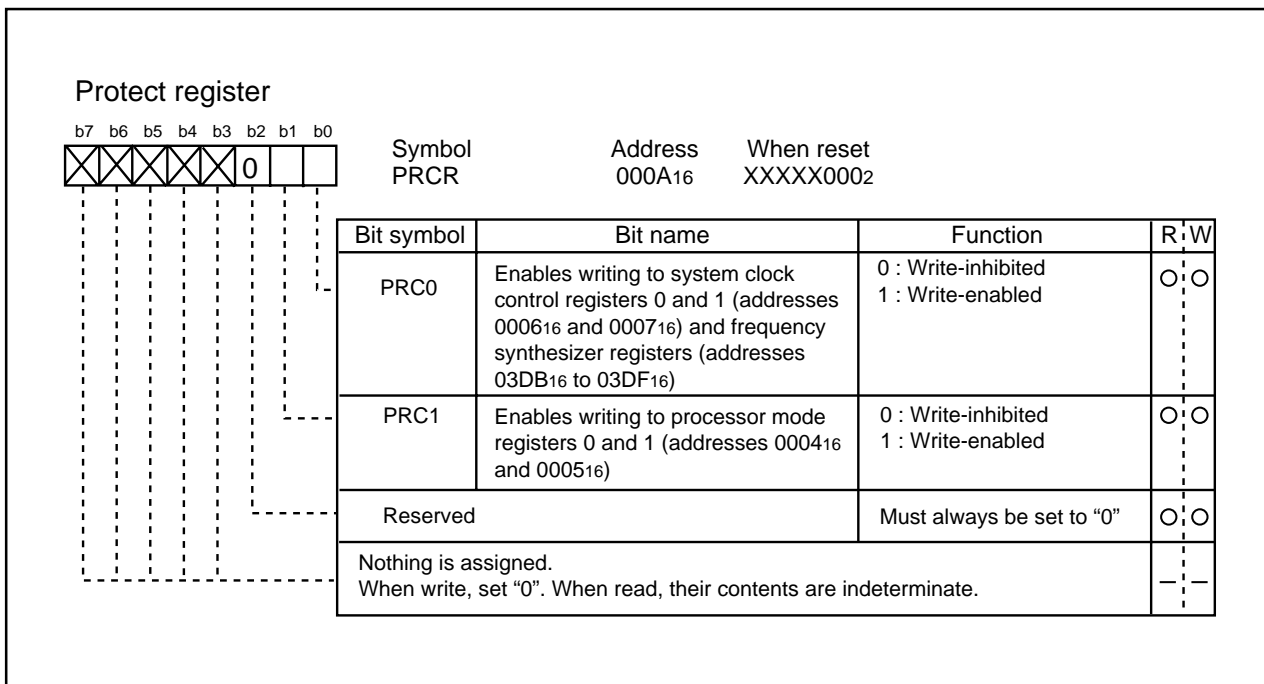 Protect register
b7 b6 b5 b4 b3 b2 b1 b0
0
Symbol Address When reset
PRCR 000A16 XXXXX0002
Bit symbol Bit name Function R W
PRC0 Enables writing to system clock 0 : Write-inhibited
control registers 0 and 1 (addresses 1 : Write-enabled
000616 and 000716) and frequency
synthesizer registers (addresses
03DB16 to 03DF16)
PRC1 Enables writing to processor mode 0 : Write-inhibited
registers 0 and 1 (addresses 000416 1 : Write-enabled
and 000516)
Reserved Must always be set to “0”
Nothing is assigned.
When write, set “0”. When read, their contents are indeterminate. – –